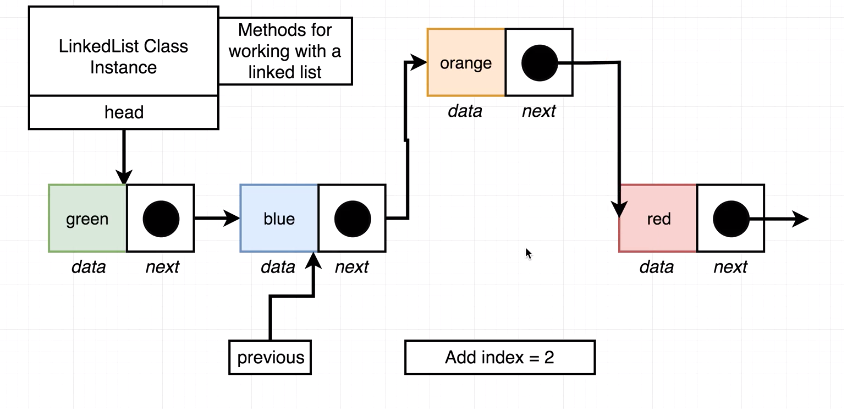 LinkedList Class
Instance
Methods for
working with a
linked list
head
orange
data
next
green
data
next
blue
data
next
red
data
next
previous
Add index = 2